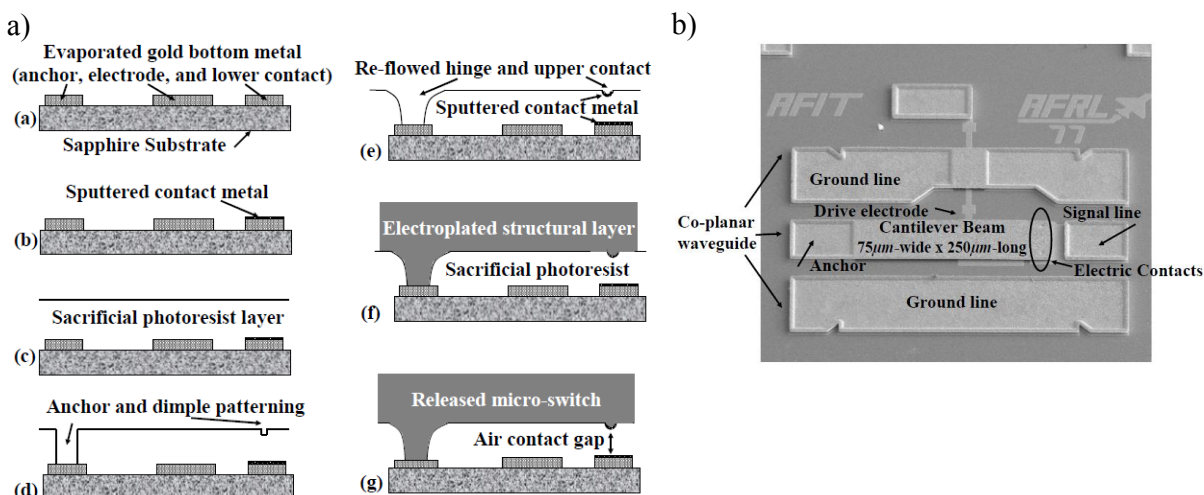 a)
Evaporated gold bottom metal
(anchor, electrode, and lower contact)
(a)
Sapphire Substrate
Sputtered contact metal
(b)
Sacrificial photoresist layer
(c)
Anchor and dimple patterning
(d)
Re-flowed hinge and upper contact
Sputtered contact metal
(e)
Electroplated structural layer
Sacrificial photoresist
(f)
Released micro-switch
Air contact gap
(g)
b)
AFIT
AFRL
77
Ground line
Co-planar
waveguide
Drive electrode
Signal line
Cantilever Beam
75μm-wide x 250μm-long
Anchor
Electric Contacts
Ground line